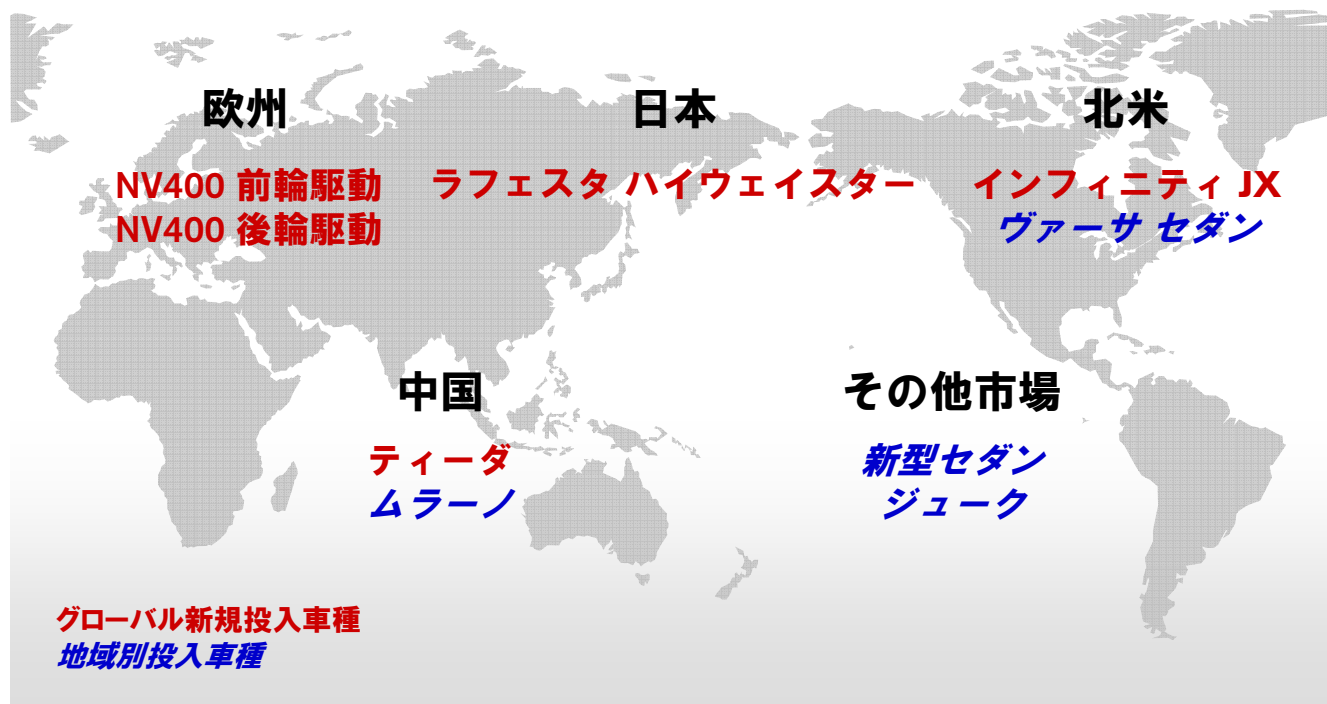 欧州
NV400 前輪駆動
NV400 後輪駆動
日本
ラフェスタ ハイウェイスター
北米
インフィニティ JX
ヴァーサ セダン
中国
ティーダ
ムラーノ
その他市場
新型セダン
ジューク
グローバル新規投入車種
地域別投入車種